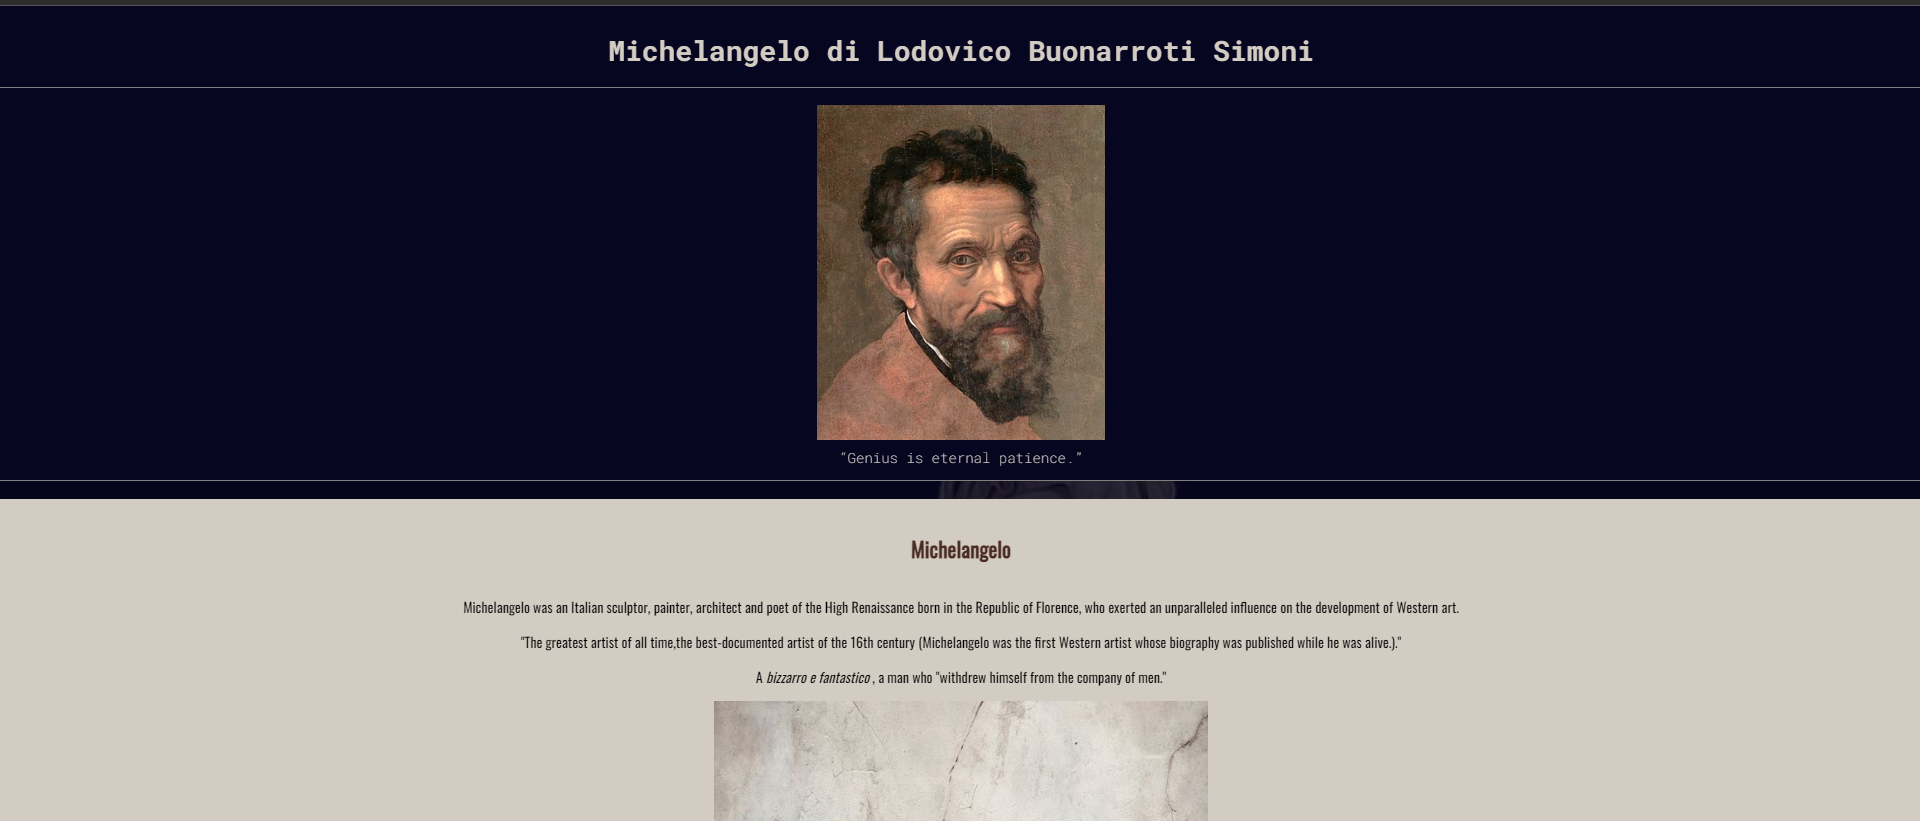 Michelangelo di Lodovico Buonarroti Simoni
“Genius is eternal patience.”
Michelangelo
Michelangelo was an Italian sculptor, painter, architect and poet of the High Renaissance born in the Republic of Florence, who exerted an unparalleled influence on the development of Western art.
"The greatest artist of all time,the best-documented artist of the 16th century (Michelangelo was the first Western artist whose biography was published while he was alive.)."
A bizzarro e fantastico , a man who "withdrew himself from the company of men."